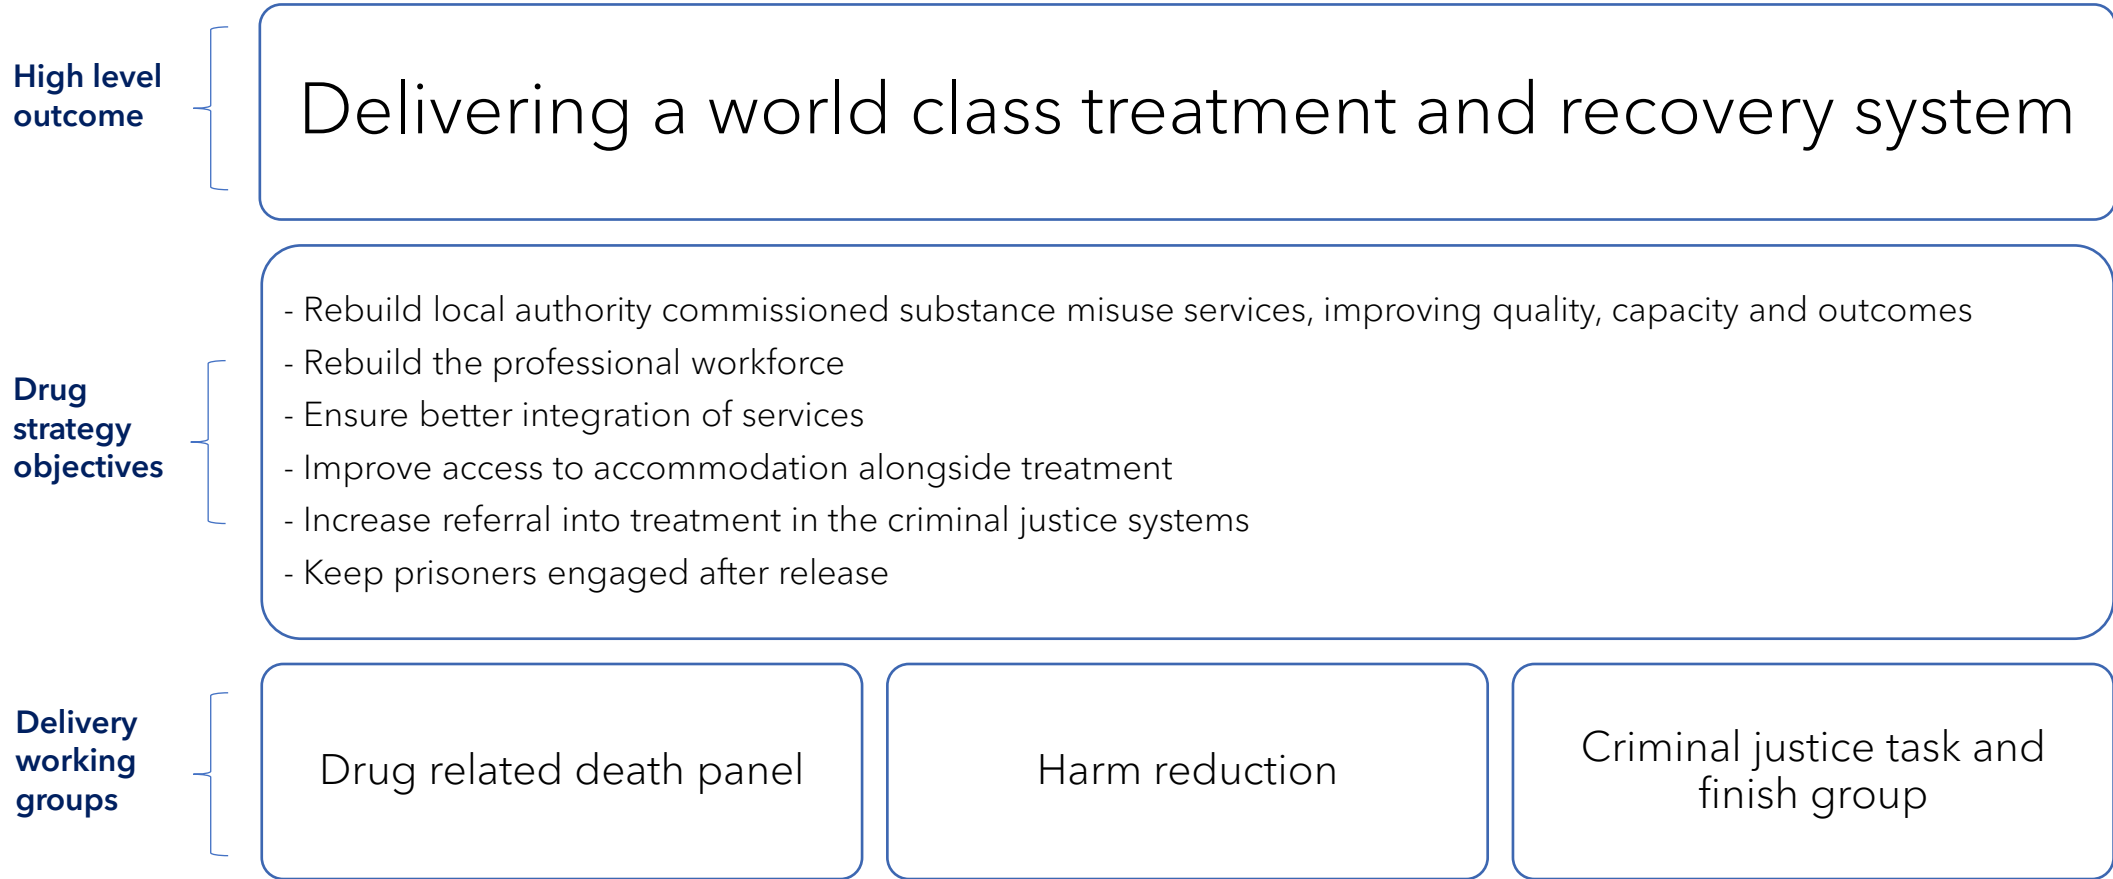 High level
outcome
Delivering a world class treatment and recovery system
Drug
strategy
objectives
- Rebuild local authority commissioned substance misuse services, improving quality, capacity and outcomes
- Rebuild the professional workforce
- Ensure better integration of services
- Improve access to accommodation alongside treatment
- Increase referral into treatment in the criminal justice systems
- Keep prisoners engaged after release
Delivery
working
groups
Drug related death panel
Harm reduction
Criminal justice task and
finish group